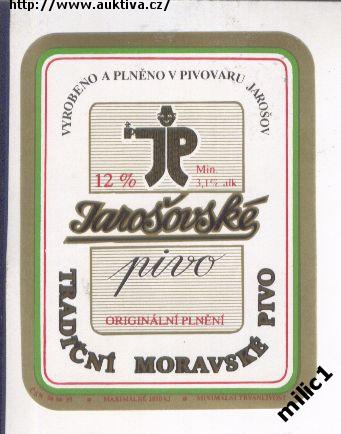 http://www.auktiva.cz/
VYROBENO A PLNĚNO V PIVOVARU JAROŠOV
JP
12 %
Min.
3,1% alk
Jarošovské
pivo
ORIGINÁLNÍ PLNĚNÍ
TRADIČNÍ MORAVSKÉ PIVO
MAXIMÁLNĚ MINIMÁLNÍ TRVANLIVOST
milic1